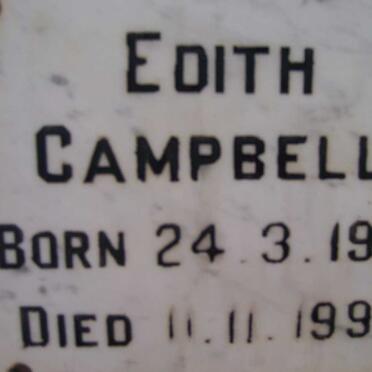 EDITH
CAMPBELL
BORN 24.3.19
DIED 11.11.199